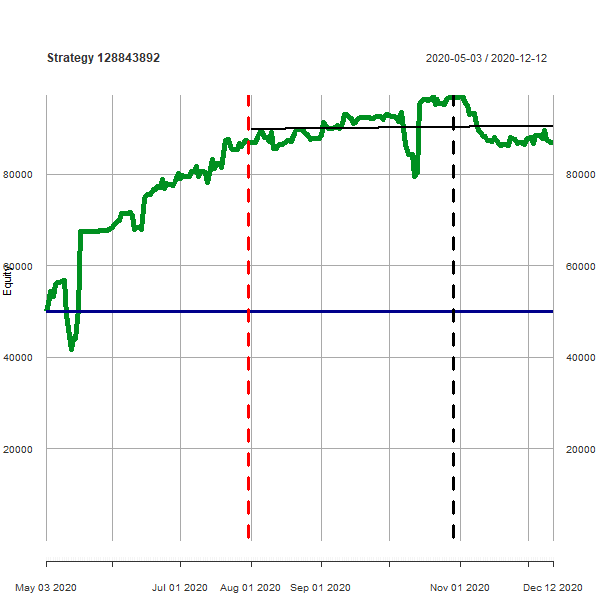 Strategy 128843892
2020-05-03 / 2020-12-12
80000
80000
60000
60000
Equity
40000
40000
20000
20000
May 03 2020
Jul 01 2020
Aug 01 2020
Sep 01 2020
Nov 01 2020
Dec 12 2020